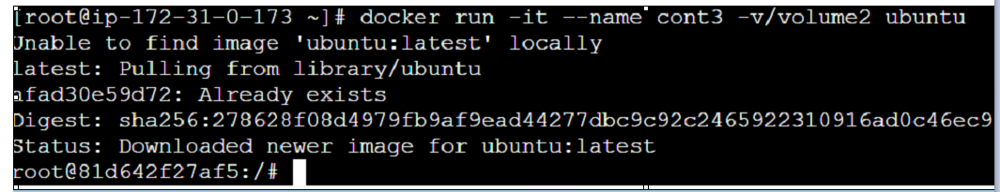 [root@ip-172-31-0-173 ~]# docker run -it --name cont3 -v/volume2 ubuntu
Unable to find image 'ubuntu:latest' locally
latest: Pulling from library/ubuntu
afad30e59d72: Already exists
Digest: sha256:278628f08d4979fb9af9ead44277dbc9c92c2465922310916ad0c46ec9
Status: Downloaded newer image for ubuntu:latest
root@81d642f27af5:/#